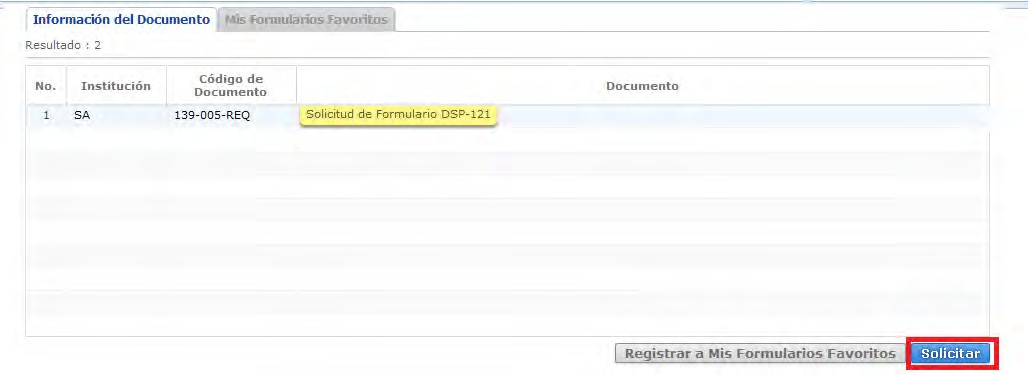 Información del Documento Mis Formularios Favoritos
Resultado : 2
No. Institución Código de Documento Documento
1 SA 139-005-REQ Solicitud de Formulario DSP-121
Registrar a Mis Formularios Favoritos Solicitar